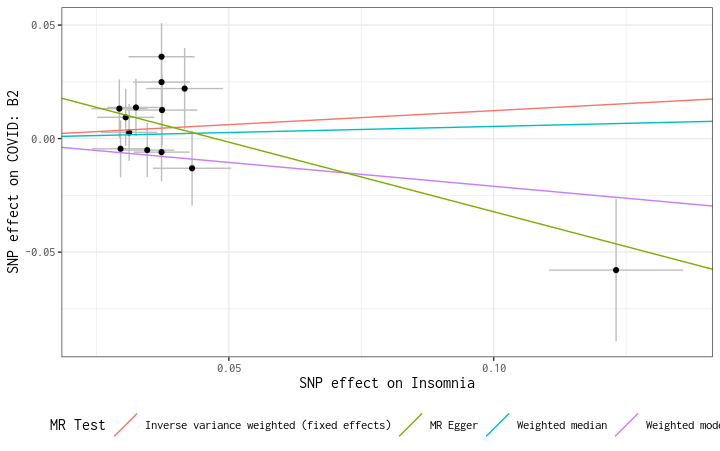 0.05
0.00
-0.05
SNP effect on COVID: B2
0.05 0.10
SNP effect on Insomnia
MR Test Inverse variance weighted (fixed effects) MR Egger Weighted median Weighted mode